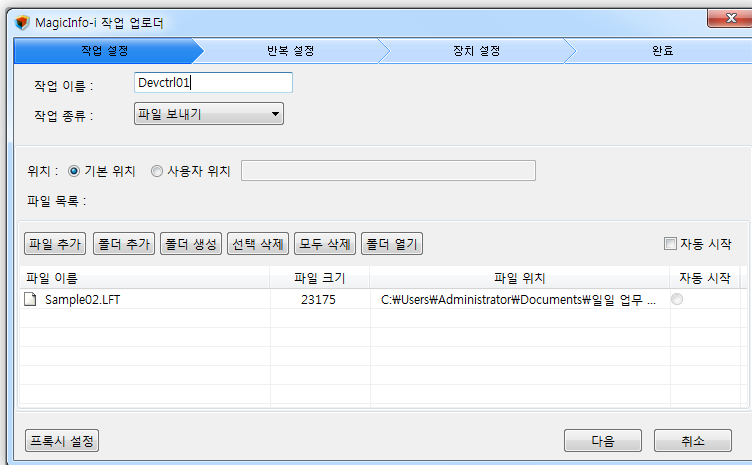 MagicInfo-i 작업 업로더
작업 설정 반복 설정 장치 설정 완료
작업 이름 : Devctrl01
작업 종류 : 파일 보내기
위치 : 기본 위치 사용자 위치
파일 목록 :
파일 추가 폴더 추가 폴더 생성 선택 삭제 모두 삭제 폴더 열기 자동 시작
파일 이름 파일 크기 파일 위치 자동 시작
Sample02.LFT 23175 C:₩Users₩Administrator₩Documents₩일일 업무 ...
프록시 설정 다음 취소